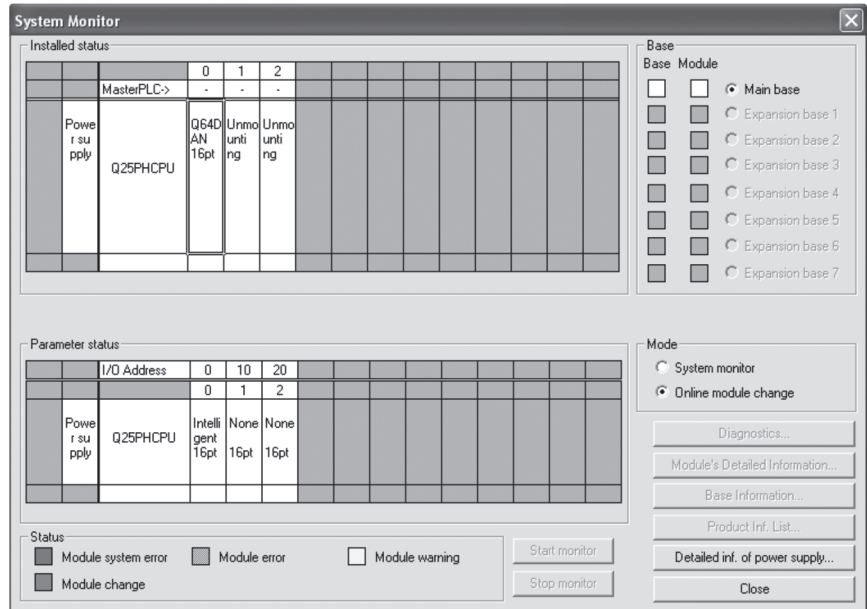 System Monitor
Installed status
0 1 2
MasterPLC-> - - -
Powe
r su
pply
Q25PHCPU
Q64D
AN
16pt
Unmo
unti
ng
Unmo
unti
ng
Base
Base Module
Main base
Expansion base 1
Expansion base 2
Expansion base 3
Expansion base 4
Expansion base 5
Expansion base 6
Expansion base 7
Parameter status
I/O Address 0 10 20
0 1 2
Powe
r su
pply
Q25PHCPU
Intelli
gent
16pt
None
16pt
None
16pt
Mode
System monitor
Online module change
Diagnostics...
Module's Detailed Information...
Base Information...
Product Inf. List...
Detailed inf. of power supply...
Close
Status
Module system error
Module error
Module warning
Module change
Start monitor
Stop monitor